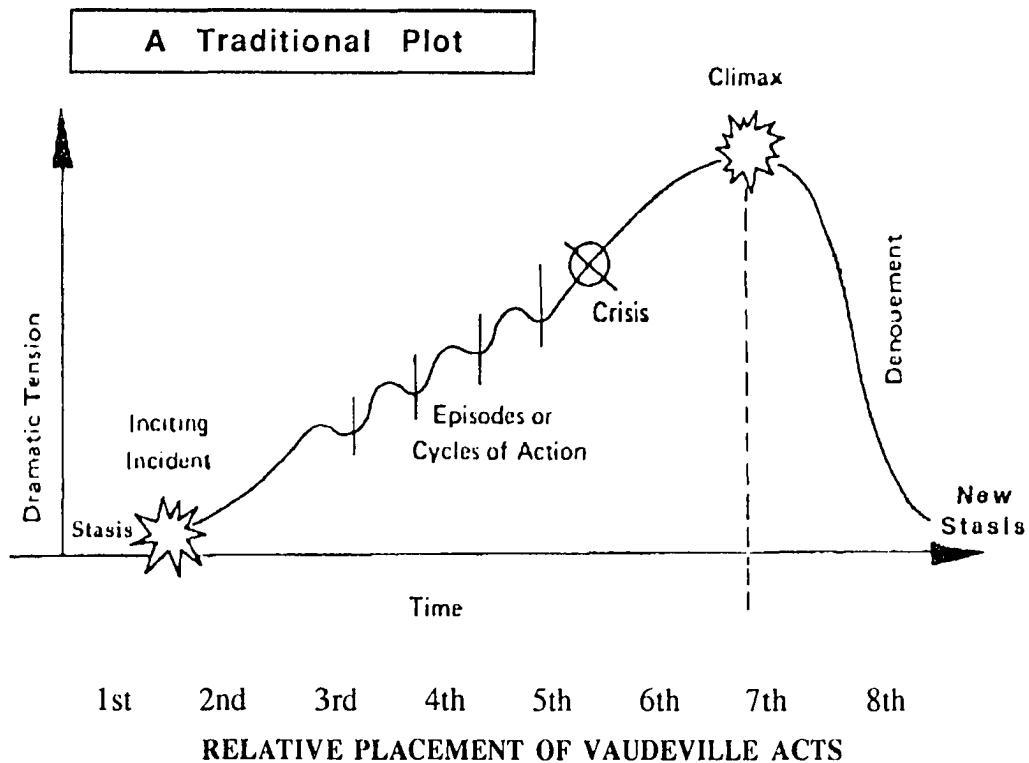 A Traditional Plot
Climax
Dramatic Tension
Inciting
Incident
Stasis
Episodes or
Cycles of Action
Crisis
Denouement
New
Stasis
Time
1st 2nd 3rd 4th 5th 6th 7th 8th
RELATIVE PLACEMENT OF VAUDEVILLE ACTS